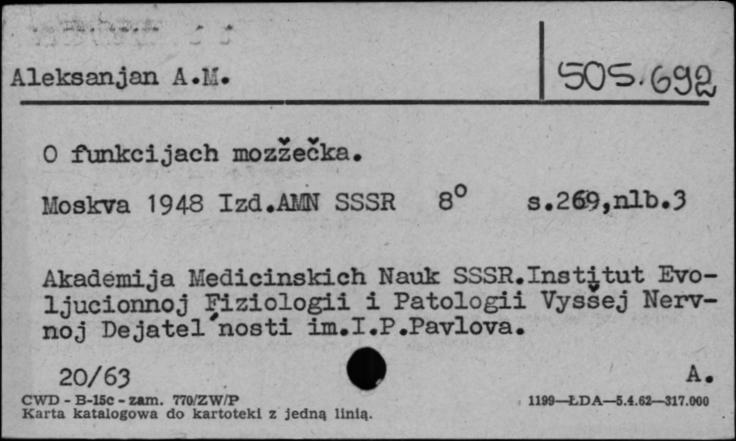 Aleksanjan A.M.
505.692
O funkcijach mozžečka.
Moskva 1948 Izd.AMN SSSR 8° s.269,nlb.3
Akademija Medicinskich Nauk SSSR.Institut Evo-
ljucionnoj Fiziologii i Patologii Vysšej Nerv-
noj Dejatel'nosti im.I.P.Pavlova.
20/63 A.
CWD - B-15c - zam. 770/ZW/P 1199—ŁDA—5.4.62—317.000
Karta katalogowa do kartoteki z jedną linią.